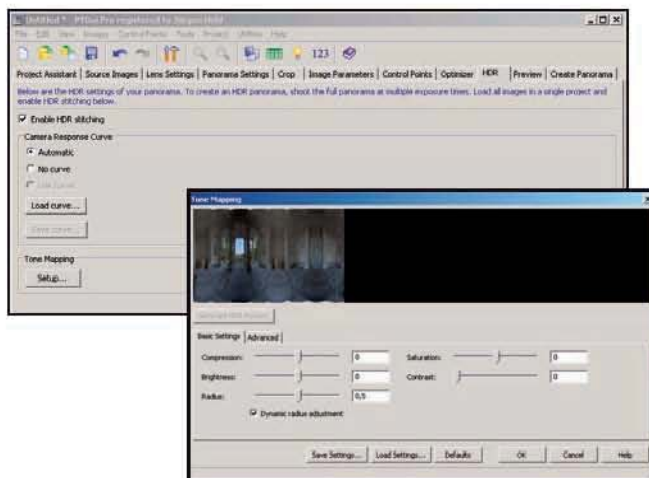 Untitled * - PTGui Pro registered to Jürgen Held
File Edit View Images Control Points Tools Project Utilities Help
123
Project Assistant Source Images Lens Settings Panorama Settings Crop Image Parameters Control Points Optimizer HDR Preview Create Panorama
Below are the HDR settings of your panorama. To create an HDR panorama, shoot the full panorama at multiple exposure times. Load all images in a single project and
enable HDR stitching below.
Enable HDR stitching
Camera Response Curve
Automatic
No curve
Load curve...
Save curve...
Tone Mapping
Setup...
Tone Mapping
Basic Settings Advanced
Compression: 0 Saturation: 0
Brightness: 0 Contrast: 0
Radius: 0,5
Dynamic radius adjustment
Save Settings... Load Settings... Defaults OK Cancel Help